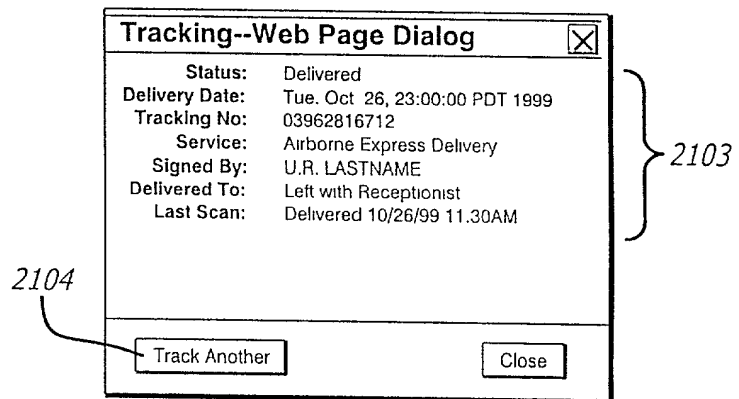 Tracking--Web Page Dialog
Status: Delivered
Delivery Date: Tue. Oct 26, 23:00:00 PDT 1999
Tracking No: 03962816712
Service: Airborne Express Delivery
Signed By: U.R. LASTNAME
Delivered To: Left with Receptionist
Last Scan: Delivered 10/26/99 11.30AM
2103
2104
Track Another
Close